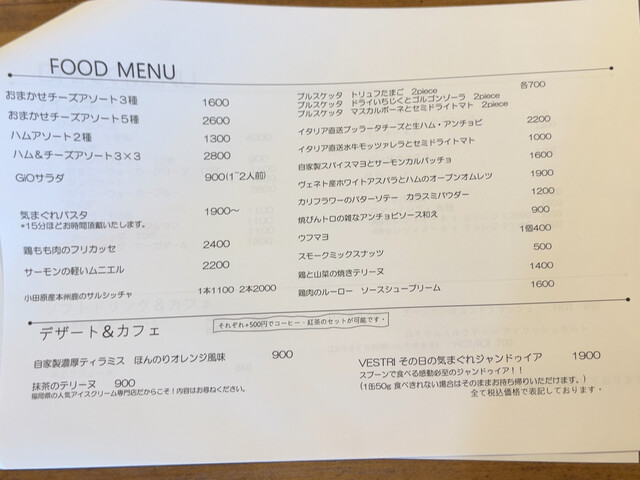 FOOD MENU
おまかせチーズアソート3種 1600
おまかせチーズアソート5種 2600
ハムアソート2種 1300
ハム&チーズアソート3×3 2800
GiOサラダ 900(1~2人前)
気まぐれパスタ 1900～
*15分ほどお時間頂戴いたします。
鶏もも肉のフリカッセ 2400
サーモンの軽いムニエル 2200
小田原産本州鹿のサルシッチャ 1本1100 2本2000
ブルスケッタ トリュフたまご 2piece 各700
ブルスケッタ ドライいちじくとゴルゴンゾーラ 2piece
ブルスケッタ マスカルポーネとセミドライトマト 2piece
イタリア直送ブッラータチーズと生ハム・アンチョビ 2200
イタリア直送水牛モッツァレラとセミドライトマト 1000
自家製スパイスマヨとサーモンカルパッチョ 1600
ヴェネト産ホワイトアスパラとハムのオープンオムレツ 1900
カリフラワーのバターソテー カラスミパウダー 1200
焼びんトロの雑なアンチョビソース和え 900
ウフマヨ 1個400
スモークミックスナッツ 500
鶏と山菜の焼きテリーヌ 1400
鶏肉のルーロー ソースシュープリーム 1600
デザート&カフェ
それぞれ+500円でコーヒー・紅茶のセットが可能です・
自家製濃厚ティラミス ほんのりオレンジ風味 900
抹茶のテリーヌ 900
福岡県の人気アイスクリーム専門店だからこそ!内容はお尋ねください。
VESTRI その日の気まぐれジャンドゥイア 1900
スプーンで食べる感動必至のジャンドゥイア!!
(1缶50g 食べきれない場合はそのままお持ち帰りいただけます。)
全て税込価格で表記しております・